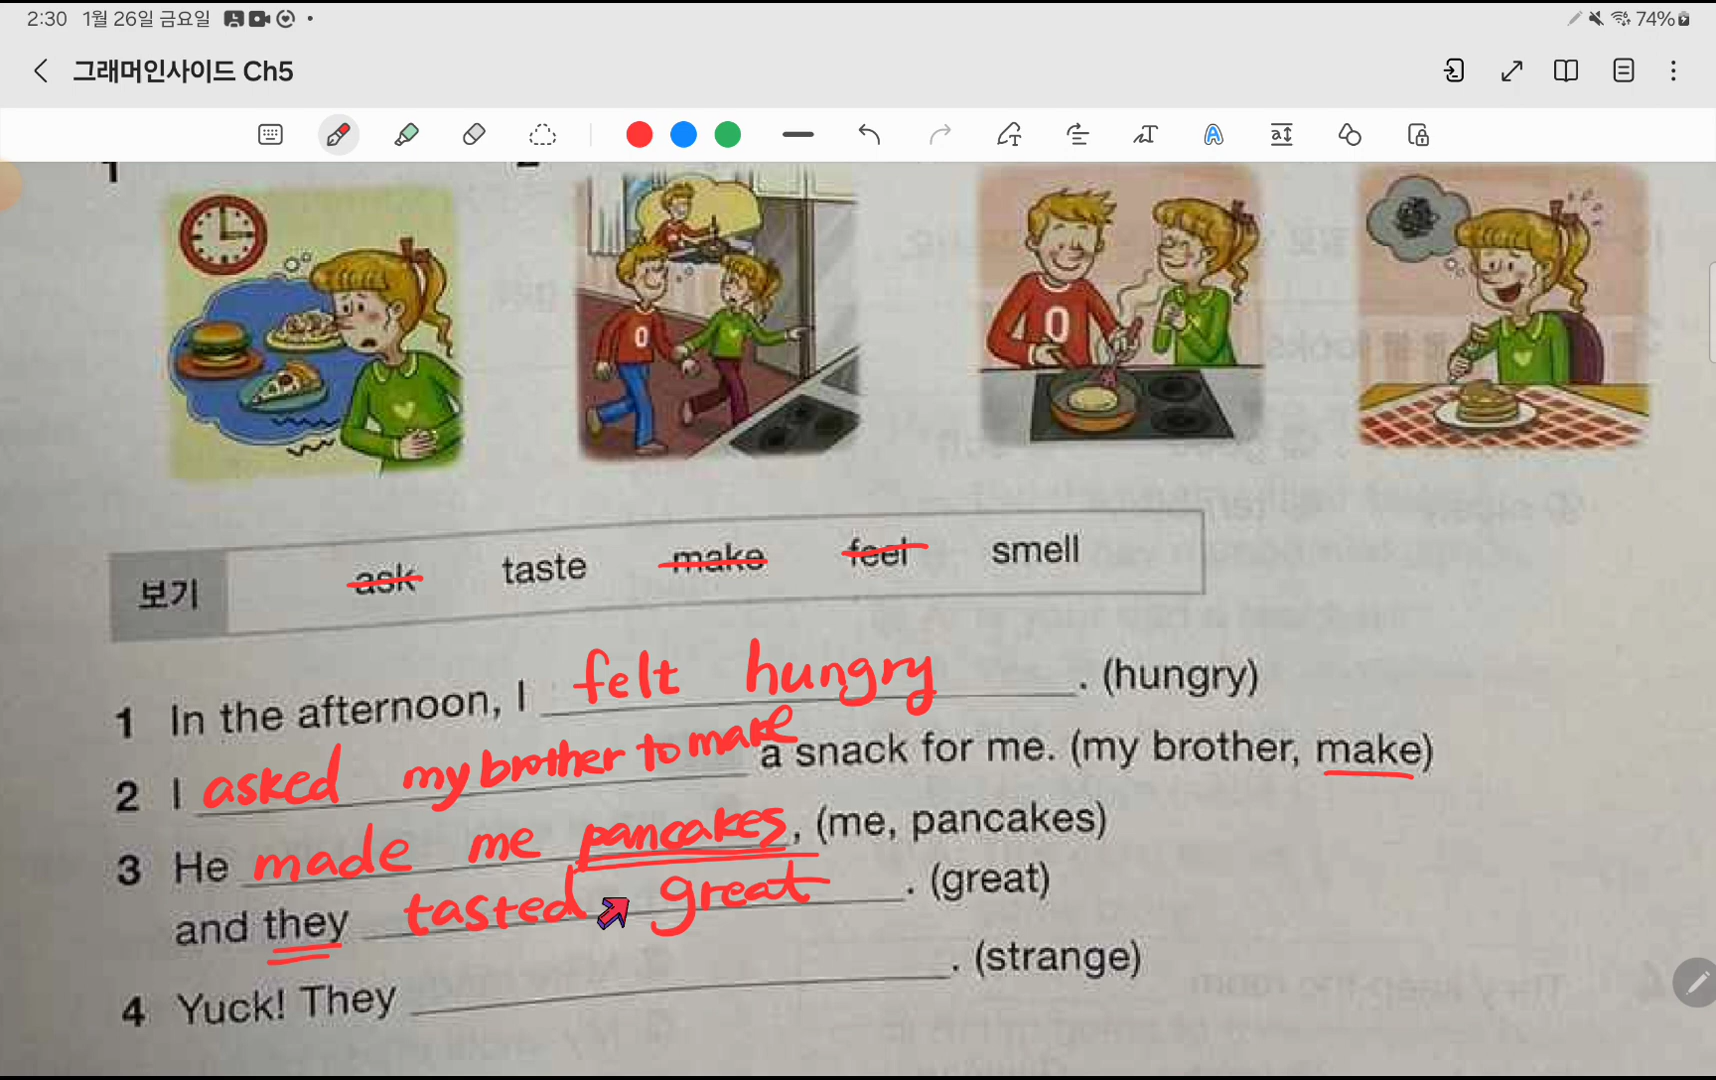 2:30 1월 26일 금요일 74%
그래머인사이드 Ch5
보기 ask taste make feel smell
1 In the afternoon, I felt hungry . (hungry)
2 I asked my brother to make a snack for me. (my brother, make)
3 He made me pancakes , (me, pancakes)
and they tasted great . (great)
4 Yuck! They . (strange)